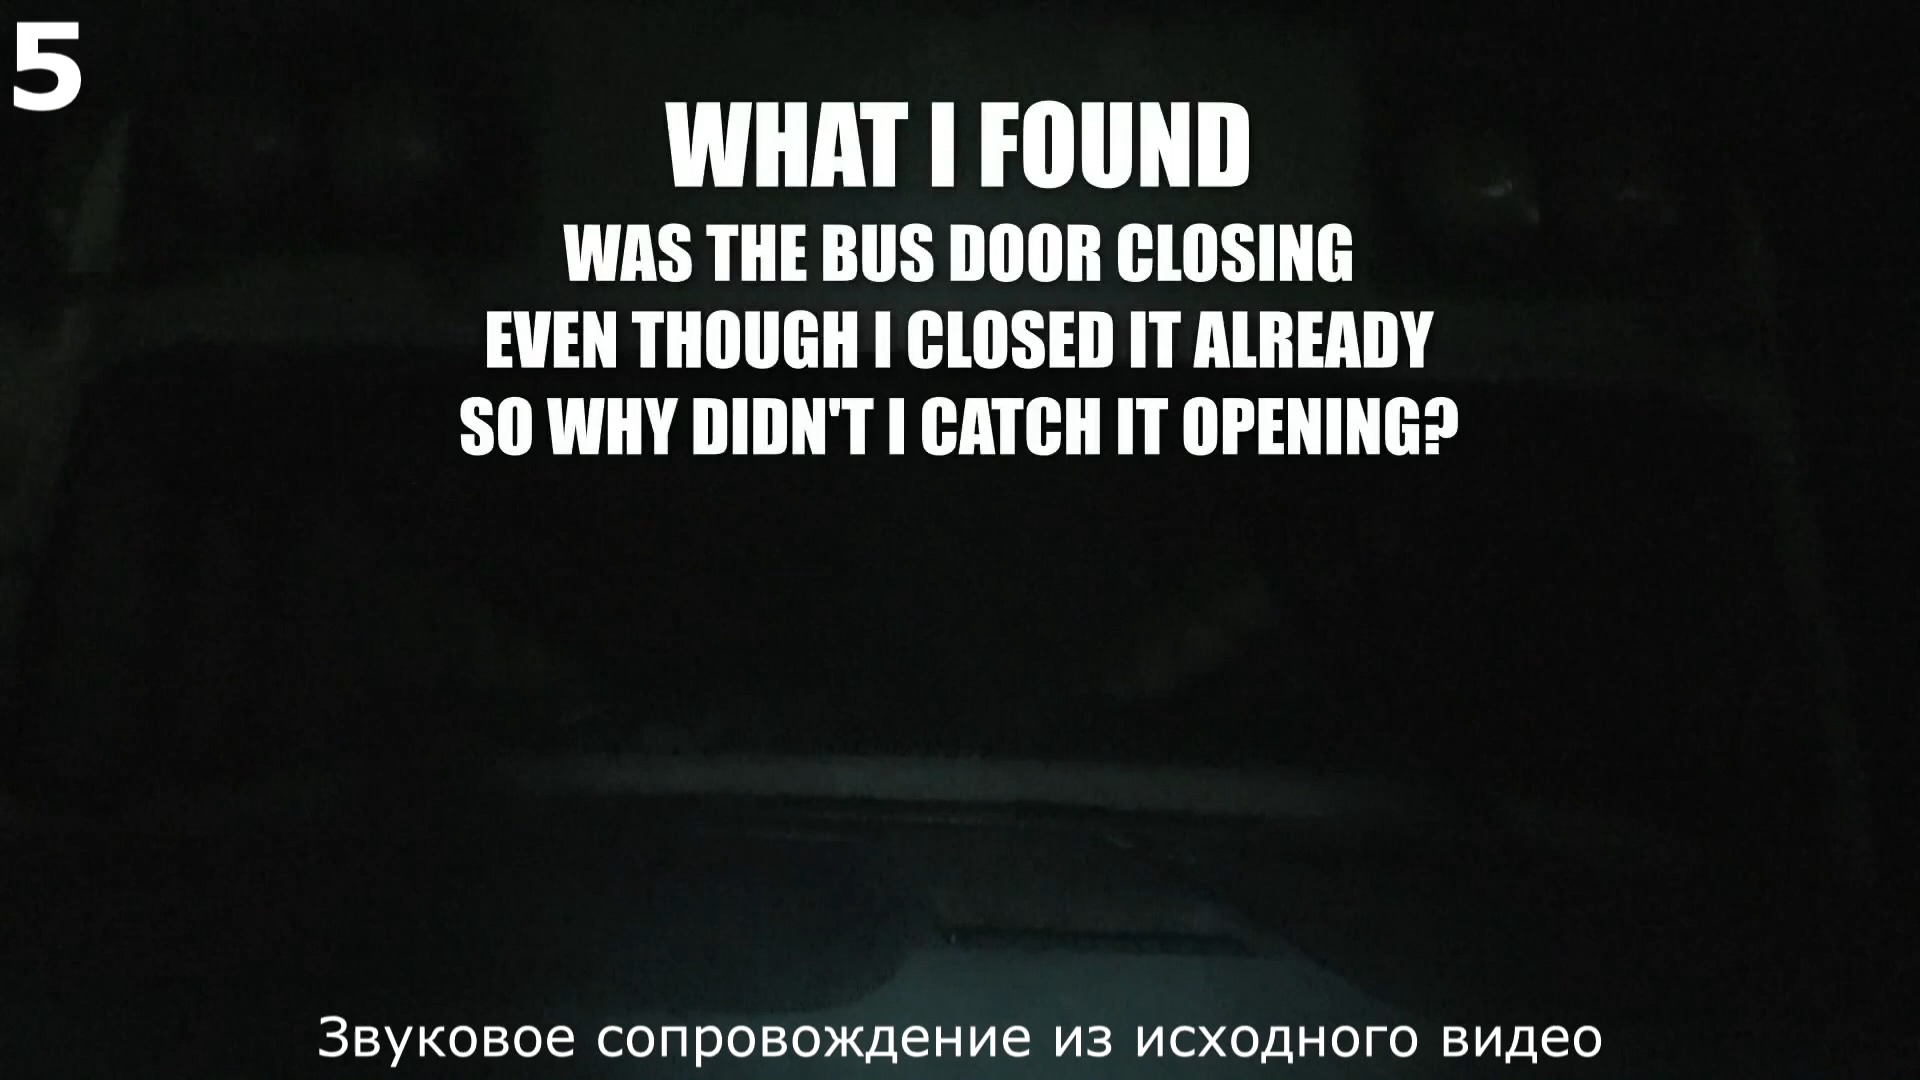 5
WHAT I FOUND
WAS THE BUS DOOR CLOSING
EVEN THOUGH I CLOSED IT ALREADY
SO WHY DIDN'T I CATCH IT OPENING?
Звуковое сопровождение из исходного видео